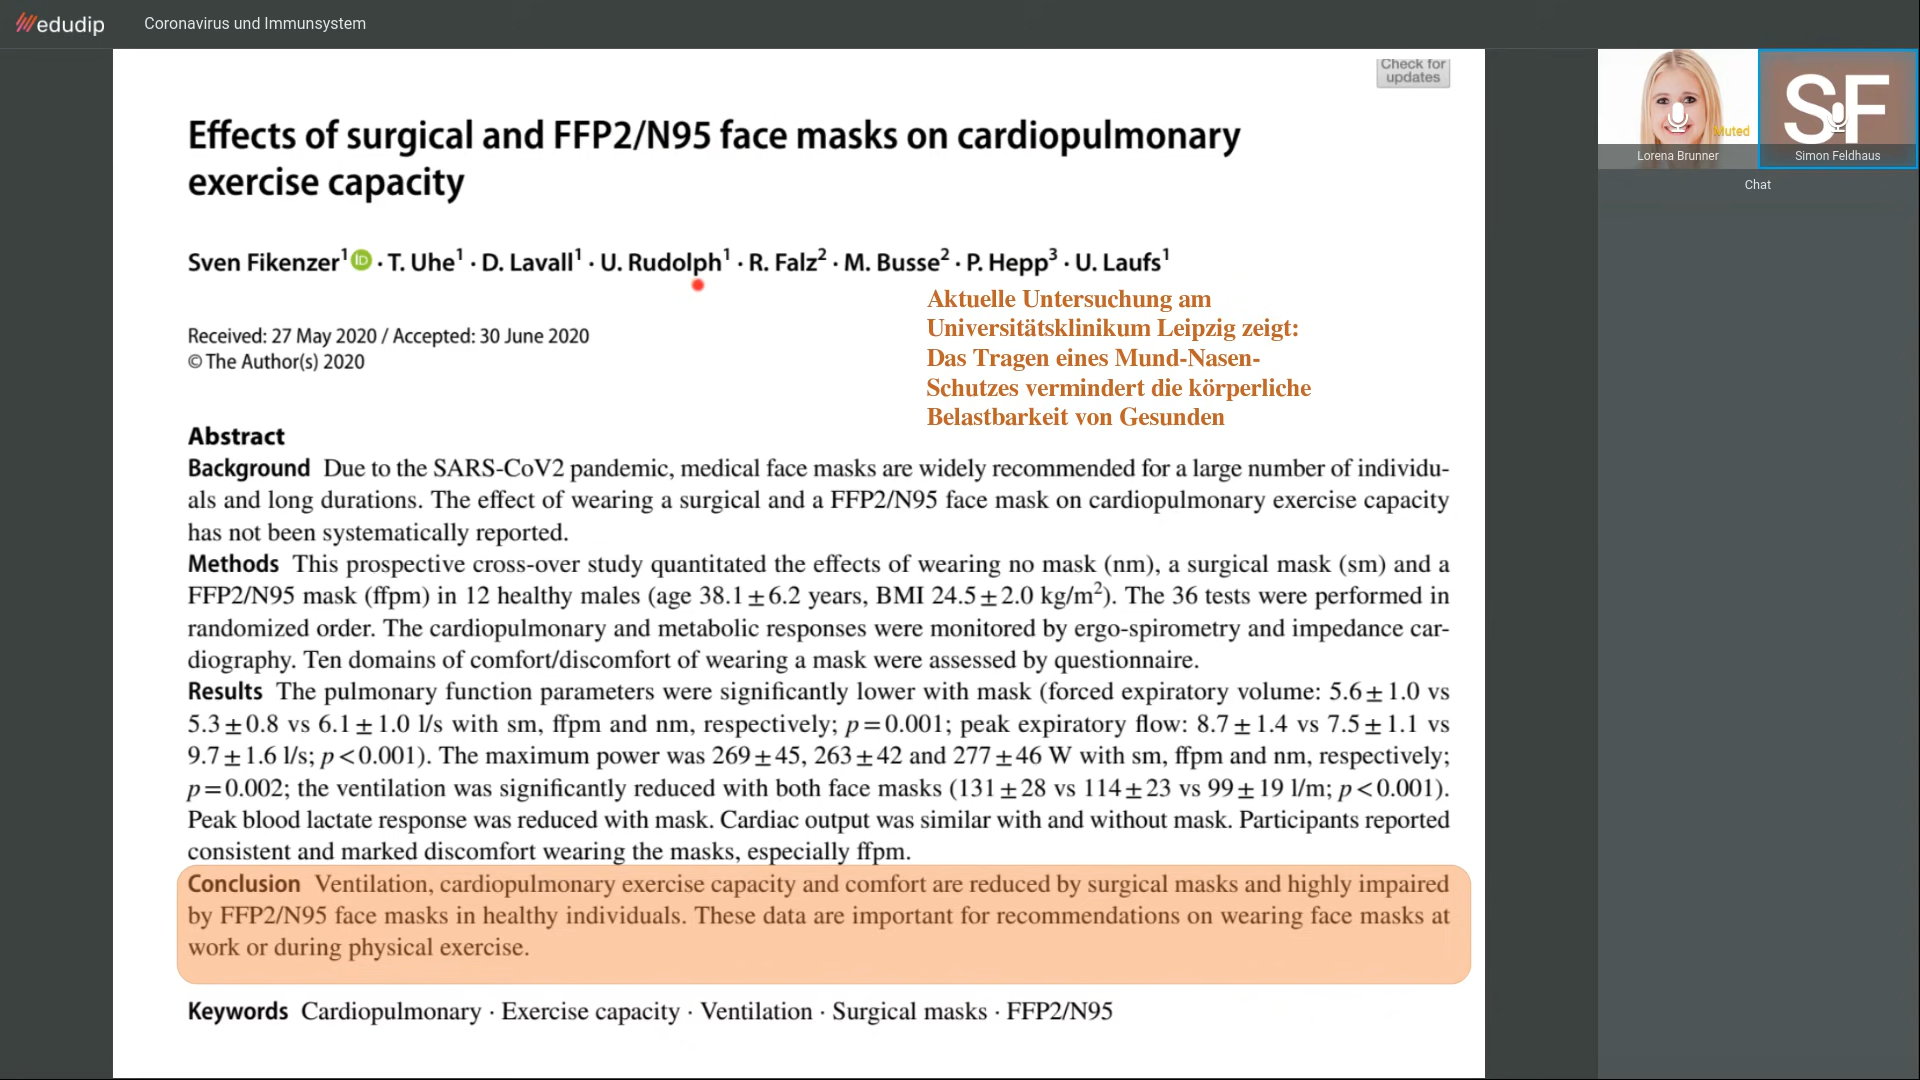 edudip
Coronavirus und Immunsystem
Check for
updates
Effects of surgical and FFP2/N95 face masks on cardiopulmonary
exercise capacity
Sven Fikenzer1 iD · T. Uhe1 · D. Lavall1 · U. Rudolph1 · R. Falz2 · M. Busse2 · P. Hepp3 · U. Laufs1
Aktuelle Untersuchung am
Universitätsklinikum Leipzig zeigt:
Das Tragen eines Mund-Nasen-
Schutzes vermindert die körperliche
Belastbarkeit von Gesunden
Received: 27 May 2020 / Accepted: 30 June 2020
© The Author(s) 2020
Abstract
Background Due to the SARS-CoV2 pandemic, medical face masks are widely recommended for a large number of individu-
als and long durations. The effect of wearing a surgical and a FFP2/N95 face mask on cardiopulmonary exercise capacity
has not been systematically reported.
Methods This prospective cross-over study quantitated the effects of wearing no mask (nm), a surgical mask (sm) and a
FFP2/N95 mask (ffpm) in 12 healthy males (age 38.1 ± 6.2 years, BMI 24.5 ± 2.0 kg/m2). The 36 tests were performed in
randomized order. The cardiopulmonary and metabolic responses were monitored by ergo-spirometry and impedance car-
diography. Ten domains of comfort/discomfort of wearing a mask were assessed by questionnaire.
Results The pulmonary function parameters were significantly lower with mask (forced expiratory volume: 5.6 ± 1.0 vs
5.3 ± 0.8 vs 6.1 ± 1.0 l/s with sm, ffpm and nm, respectively; p = 0.001; peak expiratory flow: 8.7 ± 1.4 vs 7.5 ± 1.1 vs
9.7 ± 1.6 l/s; p < 0.001). The maximum power was 269 ± 45, 263 ± 42 and 277 ± 46 W with sm, ffpm and nm, respectively;
p = 0.002; the ventilation was significantly reduced with both face masks (131 ± 28 vs 114 ± 23 vs 99 ± 19 l/m; p < 0.001).
Peak blood lactate response was reduced with mask. Cardiac output was similar with and without mask. Participants reported
consistent and marked discomfort wearing the masks, especially ffpm.
Conclusion Ventilation, cardiopulmonary exercise capacity and comfort are reduced by surgical masks and highly impaired
by FFP2/N95 face masks in healthy individuals. These data are important for recommendations on wearing face masks at
work or during physical exercise.
Keywords Cardiopulmonary · Exercise capacity · Ventilation · Surgical masks · FFP2/N95
Muted
Lorena Brunner
SF
Simon Feldhaus
Chat